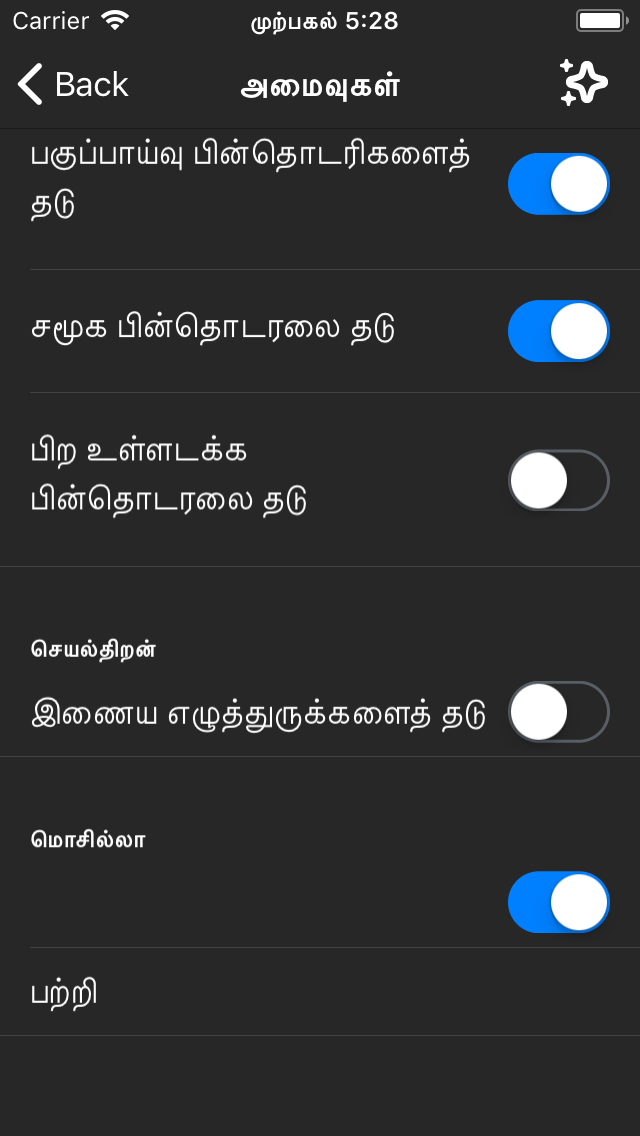 Carrier முற்பகல் 5:28
Back அமைவுகள்
பகுப்பாய்வு பின்தொடரிகளைத்
தடு
சமூக பின்தொடரலை தடு
பிற உள்ளடக்க
பின்தொடரலை தடு
செயல்திறன்
இணைய எழுத்துருக்களைத் தடு
மொசில்லா
பற்றி